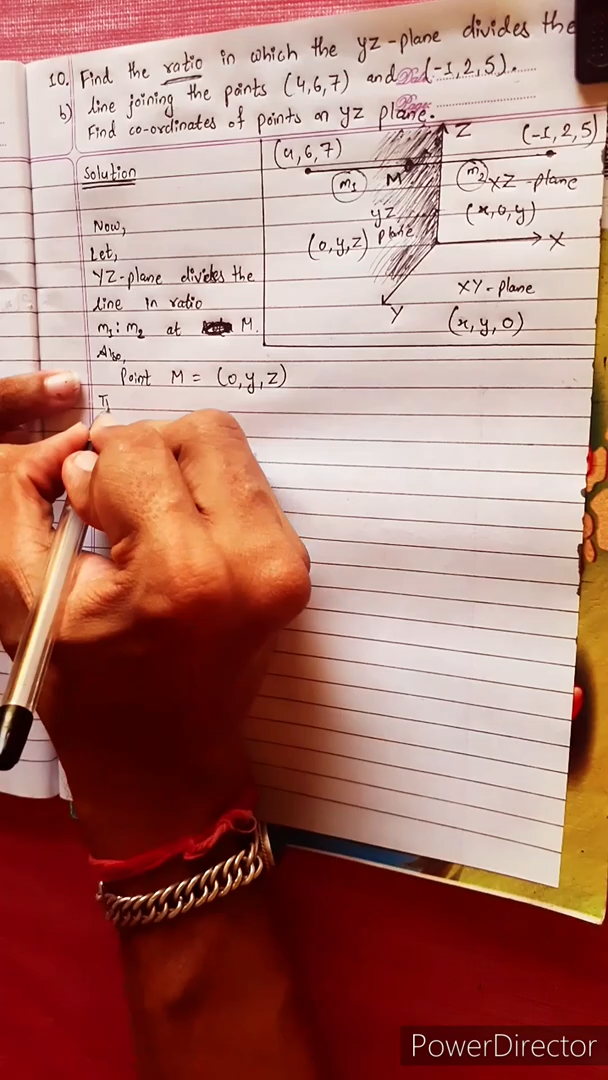 10. Find the ratio in which the yz-plane divides the
b) line joining the points (4,6,7) and (-1,2,5).
Find co-ordinates of points on yz plane.
Solution
(4,6,7)
Z
(-1,2,5)
m₁
M
m₂
XZ-plane
(x,0,y)
yz
plane
(0,y,z)
X
Y
XY-plane
(x,y,0)
Now,
Let,
YZ-plane divides the
line in ratio
m₁:m₂ at M.
Also,
Point M = (0,y,z)
PowerDirector